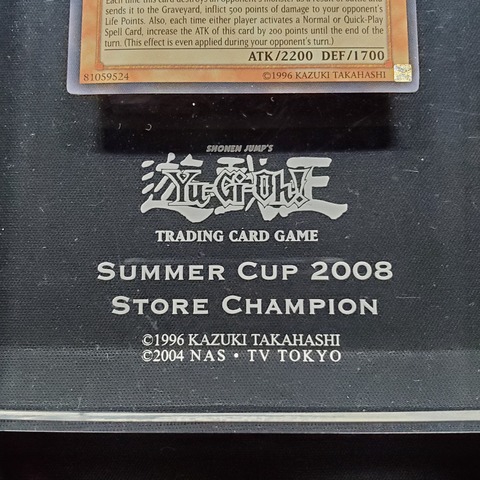 Each time this card destroys an opponent's monster as a result of battle and
sends it to the Graveyard, inflict 500 points of damage to your opponent's
Life Points. Also, each time either player activates a Normal or Quick-Play
Spell Card, increase the ATK of this card by 200 points until the end of the
turn. (This effect is even applied during your opponent's turn.)
ATK/2200 DEF/1700
81059524 ©1996 KAZUKI TAKAHASHI
SHONEN JUMP'S
遊戯王
Yu-Gi-Oh!
TRADING CARD GAME
SUMMER CUP 2008
STORE CHAMPION
©1996 KAZUKI TAKAHASHI
©2004 NAS • TV TOKYO